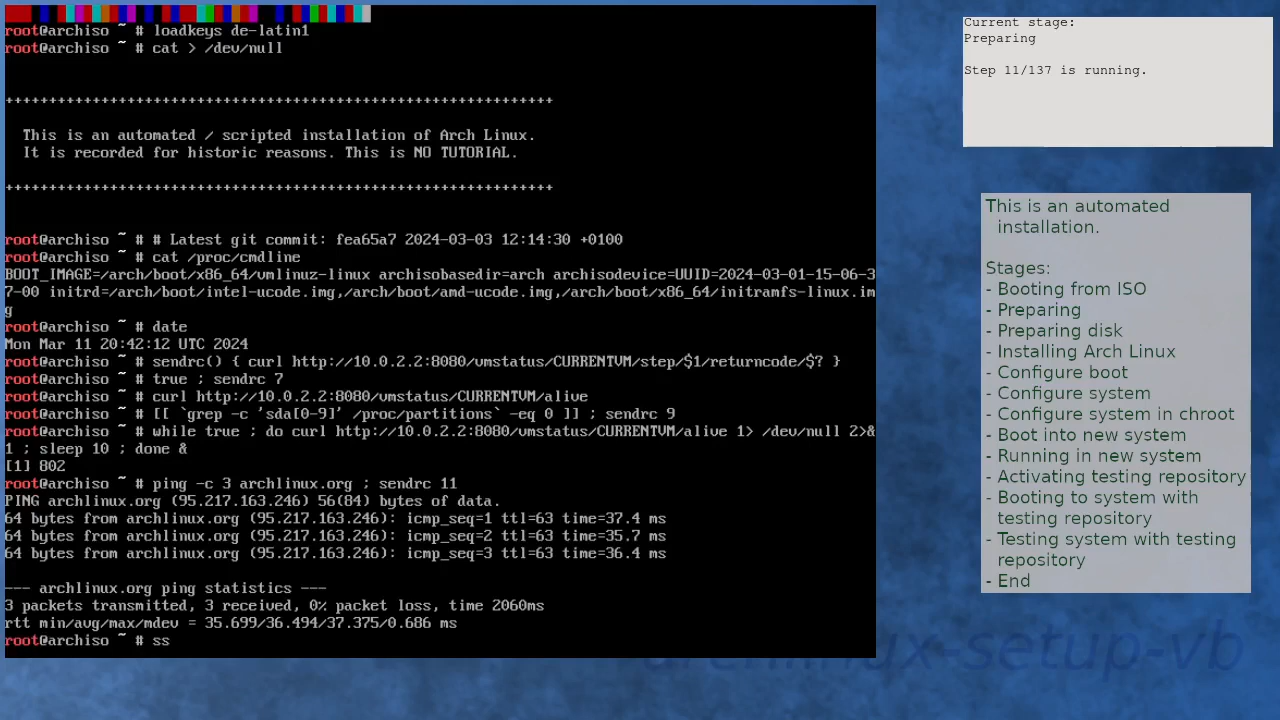 root@archiso ~ # loadkeys de-latin1
root@archiso ~ # cat > /dev/null
+++++++++++++++++++++++++++++++++++++++++++++++++++++++++++++++
This is an automated / scripted installation of Arch Linux.
It is recorded for historic reasons. This is NO TUTORIAL.
+++++++++++++++++++++++++++++++++++++++++++++++++++++++++++++++
root@archiso ~ # # Latest git commit: fea65a7 2024-03-03 12:14:30 +0100
root@archiso ~ # cat /proc/cmdline
BOOT_IMAGE=/arch/boot/x86_64/vmlinuz-linux archisobasedir=arch archisodevice=UUID=2024-03-01-15-06-3
7-00 initrd=/arch/boot/intel-ucode.img,/arch/boot/amd-ucode.img,/arch/boot/x86_64/initramfs-linux.im
g
root@archiso ~ # date
Mon Mar 11 20:42:12 UTC 2024
root@archiso ~ # sendrc() { curl http://10.0.2.2:8080/vmstatus/CURRENTVM/step/$1/returncode/$? }
root@archiso ~ # true ; sendrc 7
root@archiso ~ # curl http://10.0.2.2:8080/vmstatus/CURRENTVM/alive
root@archiso ~ # [[ `grep -c 'sda[0-9]' /proc/partitions` -eq 0 ]] ; sendrc 9
root@archiso ~ # while true ; do curl http://10.0.2.2:8080/vmstatus/CURRENTVM/alive 1> /dev/null 2>&
1 ; sleep 10 ; done &
[1] 802
root@archiso ~ # ping -c 3 archlinux.org ; sendrc 11
PING archlinux.org (95.217.163.246) 56(84) bytes of data.
64 bytes from archlinux.org (95.217.163.246): icmp_seq=1 ttl=63 time=37.4 ms
64 bytes from archlinux.org (95.217.163.246): icmp_seq=2 ttl=63 time=35.7 ms
64 bytes from archlinux.org (95.217.163.246): icmp_seq=3 ttl=63 time=36.4 ms
--- archlinux.org ping statistics ---
3 packets transmitted, 3 received, 0% packet loss, time 2060ms
rtt min/avg/max/mdev = 35.699/36.494/37.375/0.686 ms
root@archiso ~ # ss
Current stage:
Preparing
Step 11/137 is running.
This is an automated
installation.
Stages:
- Booting from ISO
- Preparing
- Preparing disk
- Installing Arch Linux
- Configure boot
- Configure system
- Configure system in chroot
- Boot into new system
- Running in new system
- Activating testing repository
- Booting to system with
testing repository
- Testing system with testing
repository
- End